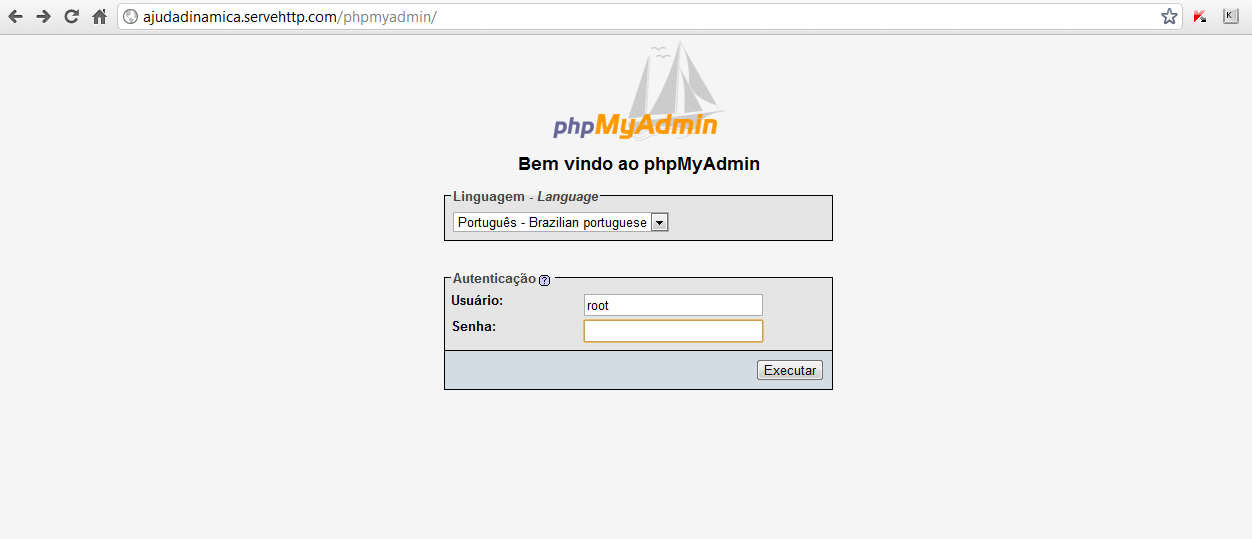 ajudadinamica.servehttp.com/phpmyadmin/
K
phpMyAdmin
Bem vindo ao phpMyAdmin
Linguagem - Language
Português - Brazilian portuguese
Autenticação ?
Usuário: root
Senha:
Executar